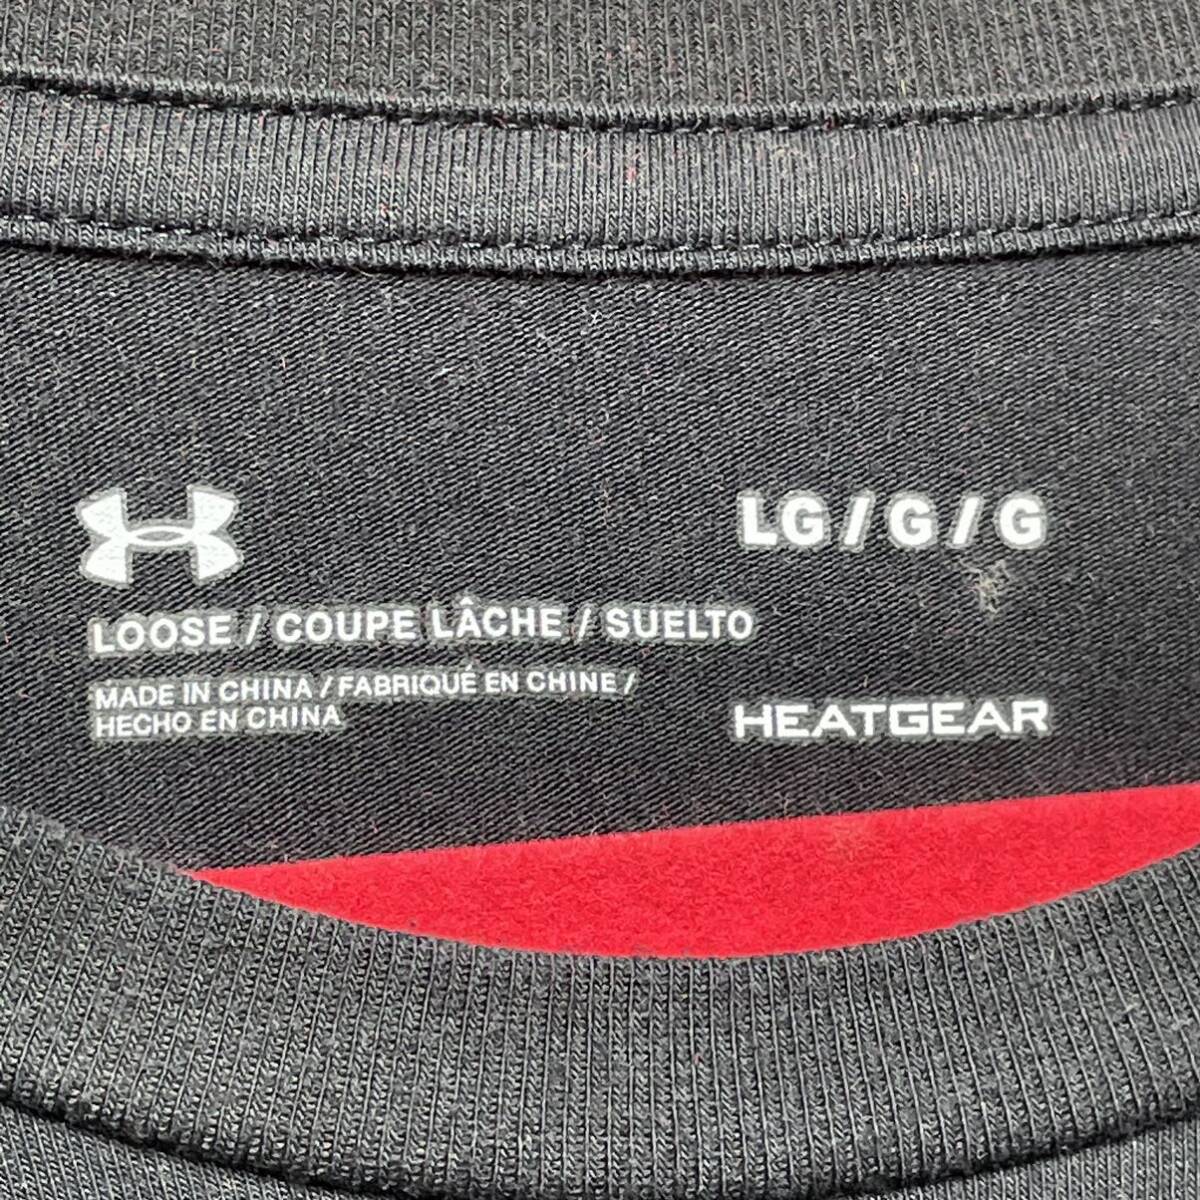 LG / G / G
LOOSE / COUPE LÂCHE / SUELTO
MADE IN CHINA / FABRIQUÉ EN CHINE /
HECHO EN CHINA
HEATGEAR